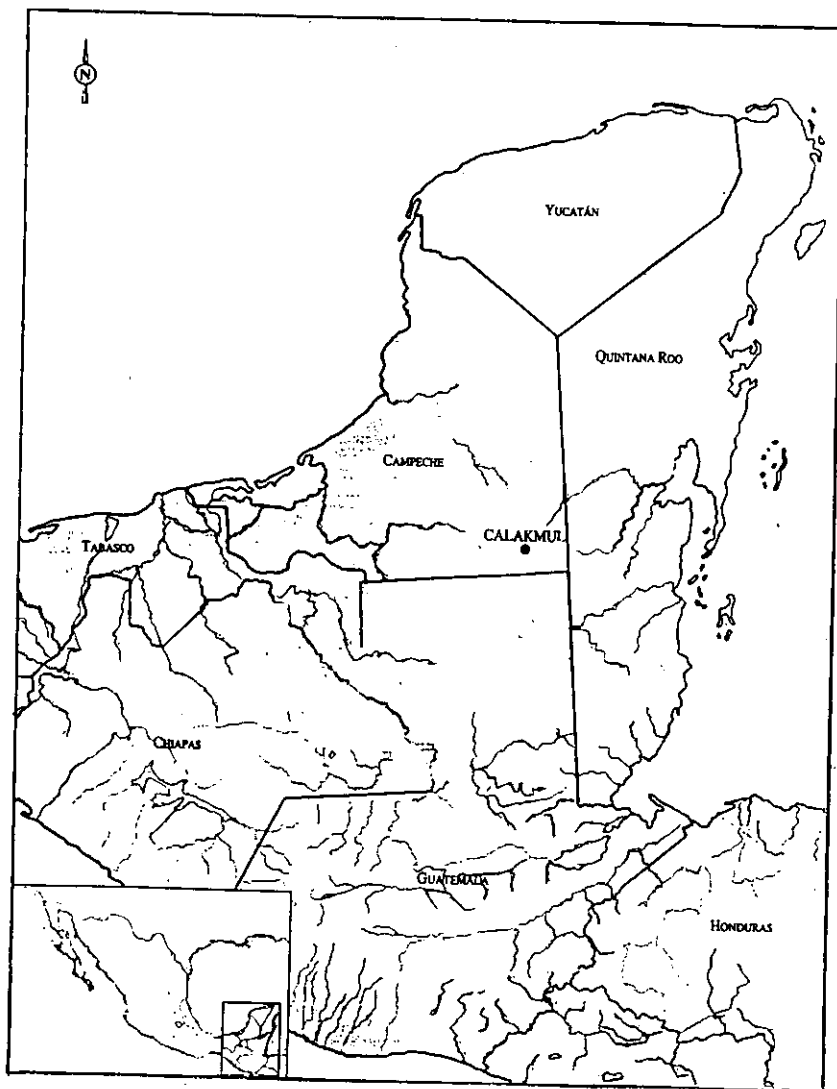 N
YUCATÁN
QUINTANA ROO
CAMPECHE
CALAKMUL
TABASCO
CHIAPAS
GUATEMALA
HONDURAS